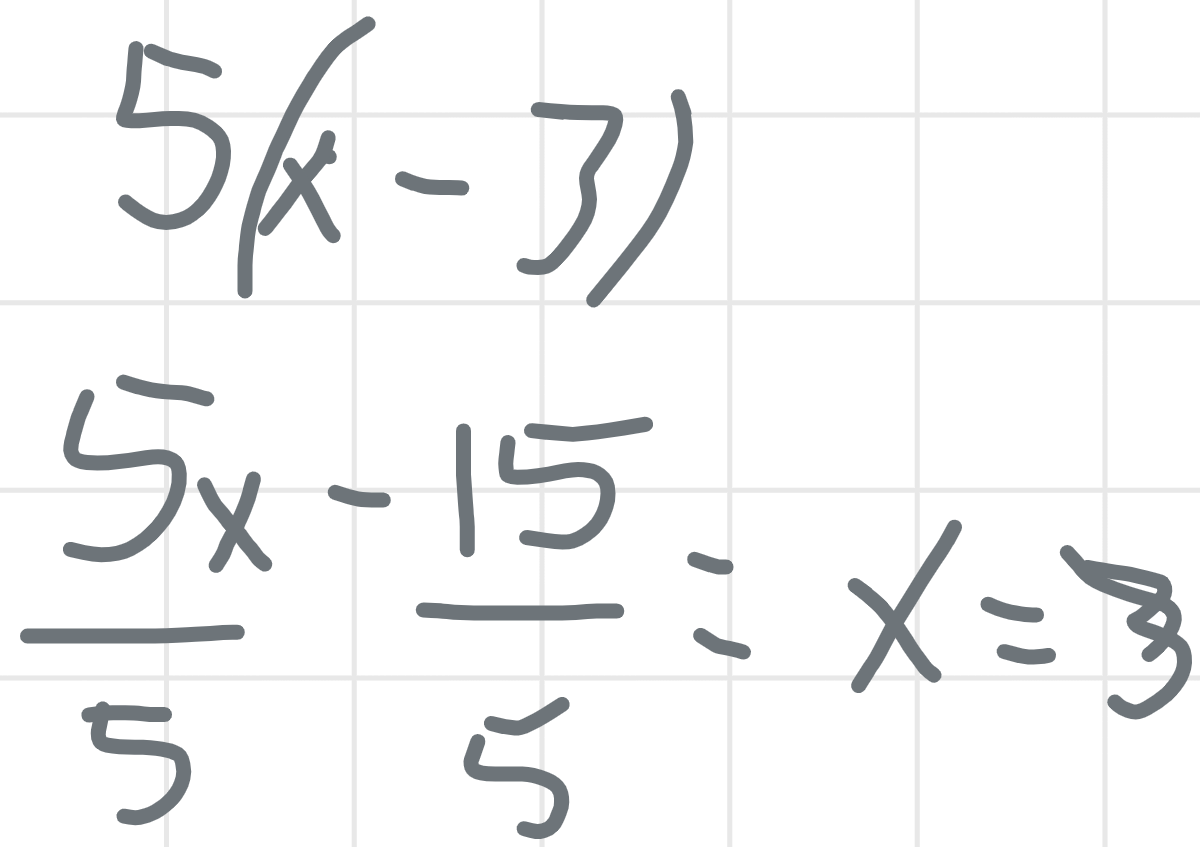 5(x - 3)
5x/5 - 15/5 = x = 3